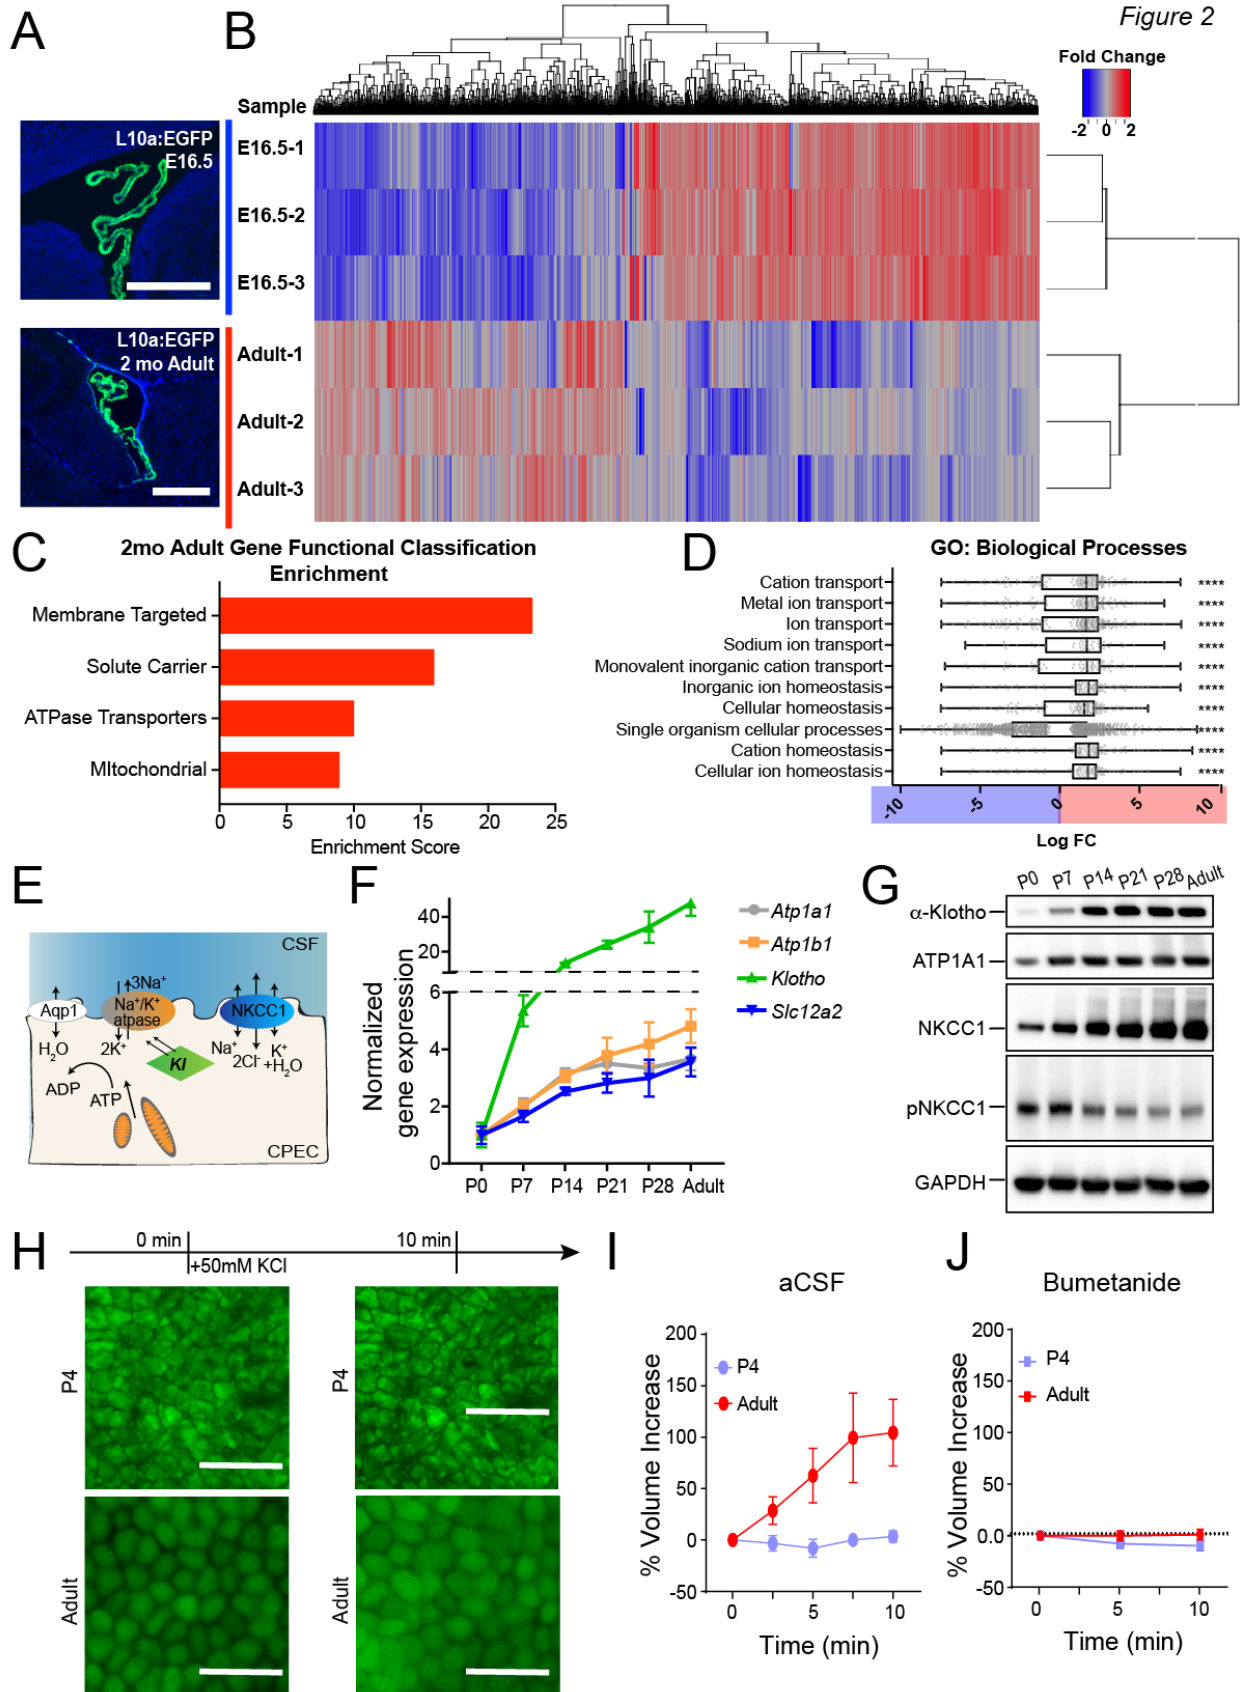 Figure 2
A
B
Fold Change
-2 0 2
Sample
L10a:EGFP
E16.5
E16.5-1
E16.5-2
E16.5-3
L10a:EGFP
2 mo Adult
Adult-1
Adult-2
Adult-3
C
2mo Adult Gene Functional Classification
Enrichment
Membrane Targeted
Solute Carrier
ATPase Transporters
MItochondrial
0 5 10 15 20 25
Enrichment Score
D
GO: Biological Processes
Cation transport ****
Metal ion transport ****
Ion transport ****
Sodium ion transport ****
Monovalent inorganic cation transport ****
Inorganic ion homeostasis ****
Cellular homeostasis ****
Single organism cellular processes ****
Cation homeostasis ****
Cellular ion homeostasis ****
-10 -5 0 5 10
Log FC
E
CSF
Aqp1
3Na⁺
Na⁺/K⁺
atpase
NKCC1
H₂O
2K⁺
Kl
Na⁺
2Cl⁻
K⁺
+H₂O
ADP
ATP
CPEC
F
Normalized
gene expression
40
20
6
4
2
0
P0 P7 P14 P21 P28 Adult
Atp1a1
Atp1b1
Klotho
Slc12a2
G
P0 P7 P14 P21 P28 Adult
α-Klotho
ATP1A1
NKCC1
pNKCC1
GAPDH
H
0 min
+50mM KCl
10 min
P4
P4
Adult
Adult
I
aCSF
% Volume Increase
200
150
100
50
0
-50
P4
Adult
0 5 10
Time (min)
J
Bumetanide
% Volume Increase
200
150
100
50
0.0
-50
P4
Adult
0 5 10
Time (min)